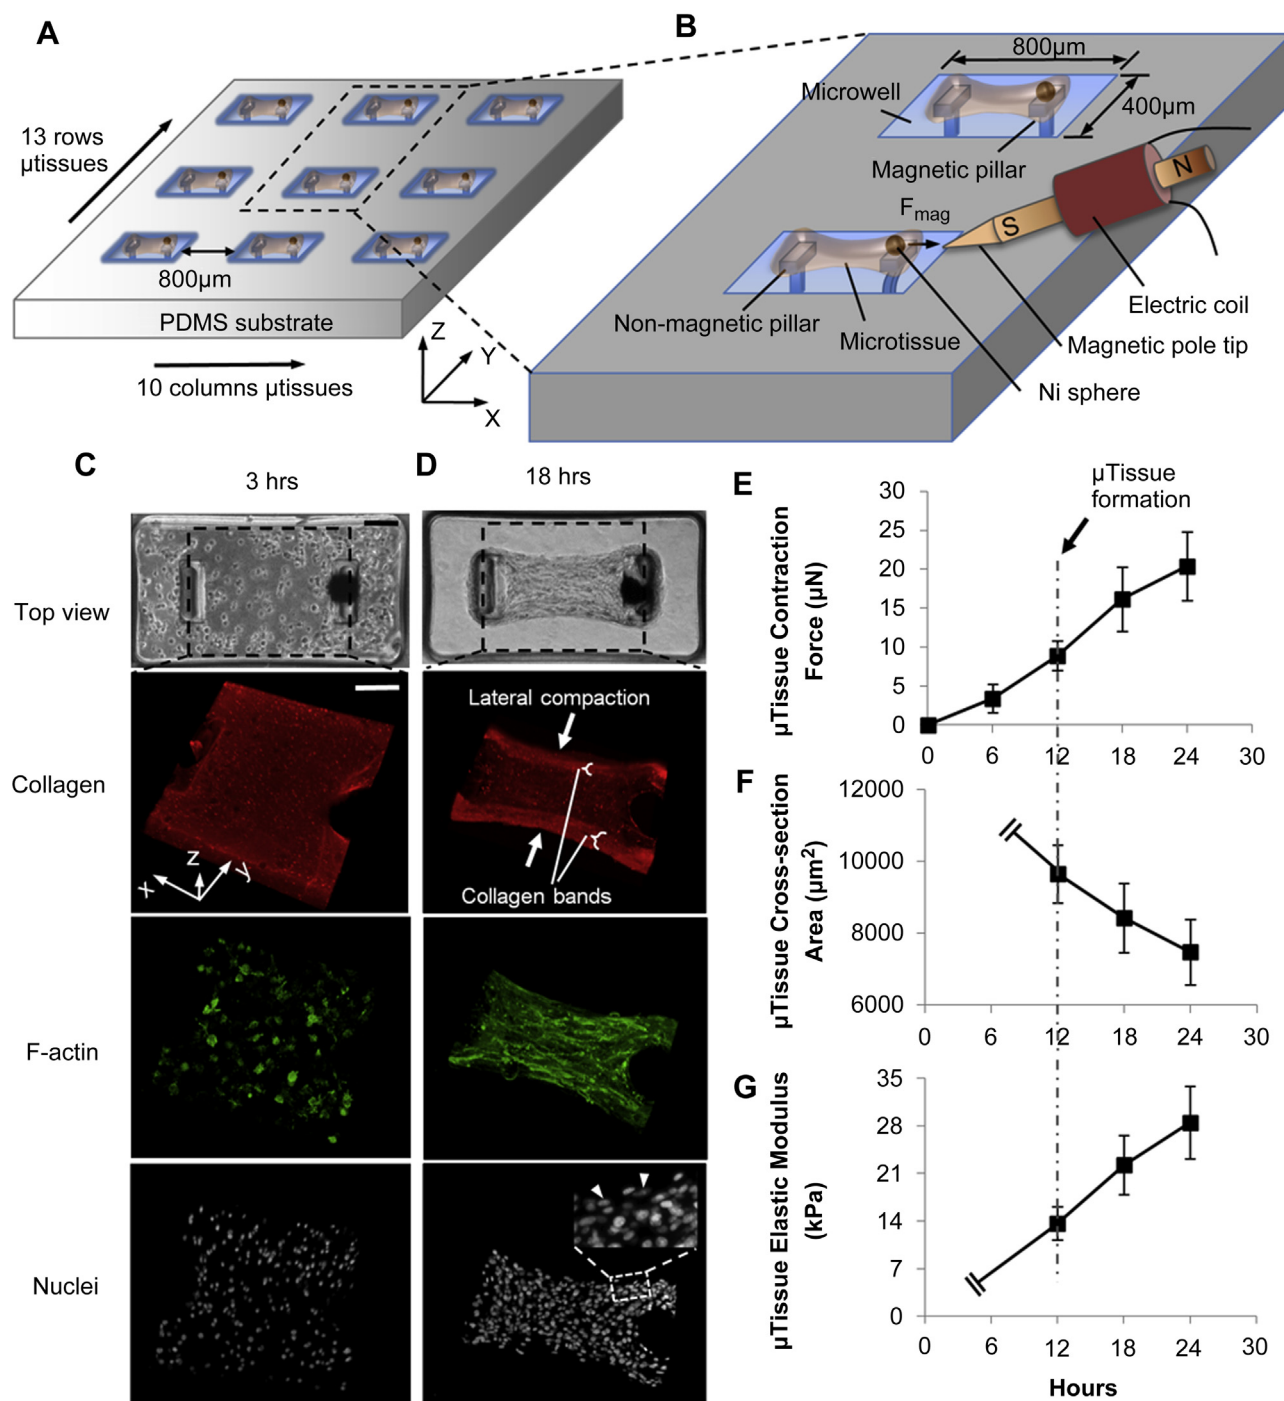 A
13 rows
μtissues
800μm
PDMS substrate
10 columns μtissues
Z
Y
X
B
800μm
Microwell
400μm
Magnetic pillar
N
F_mag
S
Non-magnetic pillar
Microtissue
Electric coil
Magnetic pole tip
Ni sphere
C
3 hrs
D
18 hrs
Top view
Collagen
x
z
y
Lateral compaction
Collagen bands
F-actin
Nuclei
E
μTissue
formation
μTissue Contraction
Force (μN)
30
25
20
15
10
5
0
0 6 12 18 24 30
F
μTissue Cross-section
Area (μm²)
12000
10000
8000
6000
0 6 12 18 24 30
G
μTissue Elastic Modulus
(kPa)
35
28
21
14
7
0
0 6 12 18 24 30
Hours